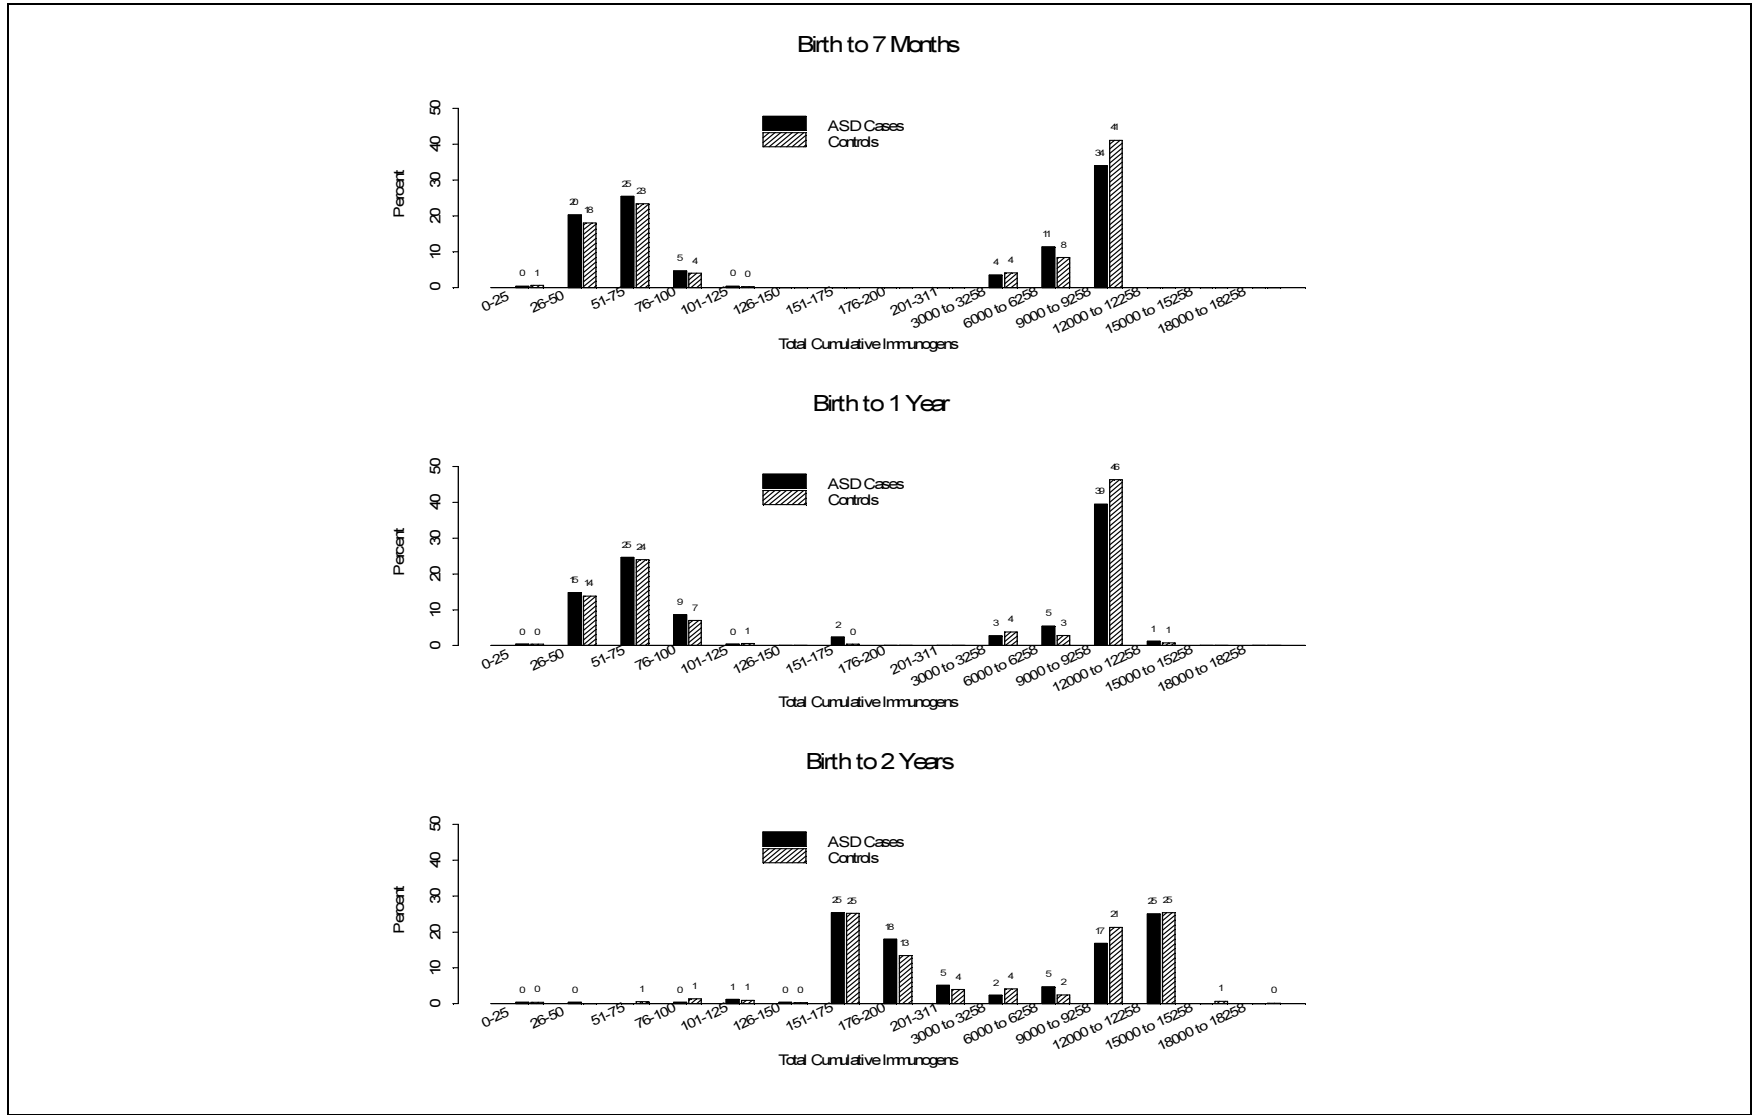 Birth to 7 Months
50
40
30
20
10
0
Percent
ASD Cases
Controls
0 1 20 18 25 23 5 4 0 0 4 4 11 8 34 41
0-25 26-50 51-75 76-100 101-125 126-150 151-175 176-200 201-311 3000 to 3258 6000 to 6258 9000 to 9258 12000 to 12258 15000 to 15258 18000 to 18258
Total Cumulative Immunogens
Birth to 1 Year
50
40
30
20
10
0
Percent
ASD Cases
Controls
0 0 15 14 25 24 9 7 0 1 2 0 3 4 5 3 39 46 1 1
0-25 26-50 51-75 76-100 101-125 126-150 151-175 176-200 201-311 3000 to 3258 6000 to 6258 9000 to 9258 12000 to 12258 15000 to 15258 18000 to 18258
Total Cumulative Immunogens
Birth to 2 Years
50
40
30
20
10
0
Percent
ASD Cases
Controls
0 0 0 1 0 1 1 1 0 0 25 25 18 13 5 4 2 4 5 2 17 21 25 25 1 0
0-25 26-50 51-75 76-100 101-125 126-150 151-175 176-200 201-311 3000 to 3258 6000 to 6258 9000 to 9258 12000 to 12258 15000 to 15258 18000 to 18258
Total Cumulative Immunogens